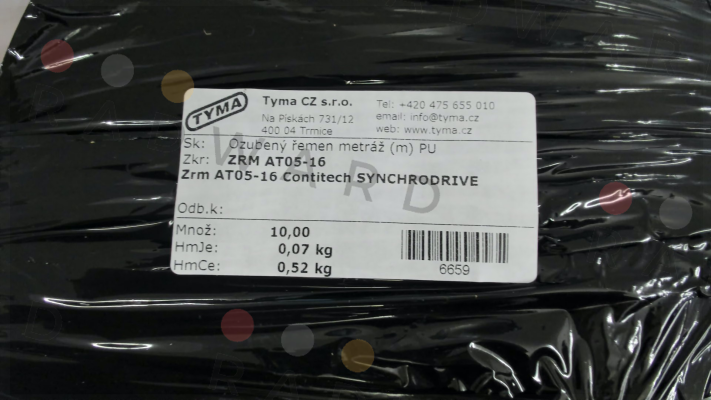 TYMA
Tyma CZ s.r.o.
Na Pískách 731/12
400 04 Trmice
Tel: +420 475 655 010
email: info@tyma.cz
web: www.tyma.cz
Sk: Ozubený řemen metráž (m) PU
Zkr: ZRM AT05-16
Zrm AT05-16 Contitech SYNCHRODRIVE
WARD
Odb.k:
Množ: 10,00
HmJe: 0,07 kg
HmCe: 0,52 kg
6659